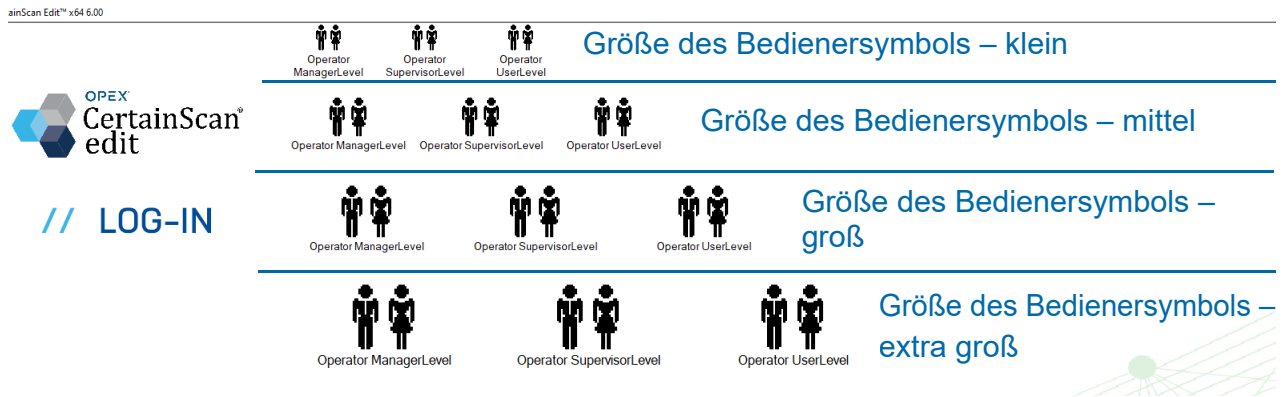 ainScan Edit™ x64 6.00
Operator
ManagerLevel
Operator
SupervisorLevel
Operator
UserLevel
Größe des Bedienersymbols – klein
OPEX®
CertainScan®
edit
Operator ManagerLevel
Operator SupervisorLevel
Operator UserLevel
Größe des Bedienersymbols – mittel
// LOG-IN
Operator ManagerLevel
Operator SupervisorLevel
Operator UserLevel
Größe des Bedienersymbols –
groß
Operator ManagerLevel
Operator SupervisorLevel
Operator UserLevel
Größe des Bedienersymbols –
extra groß